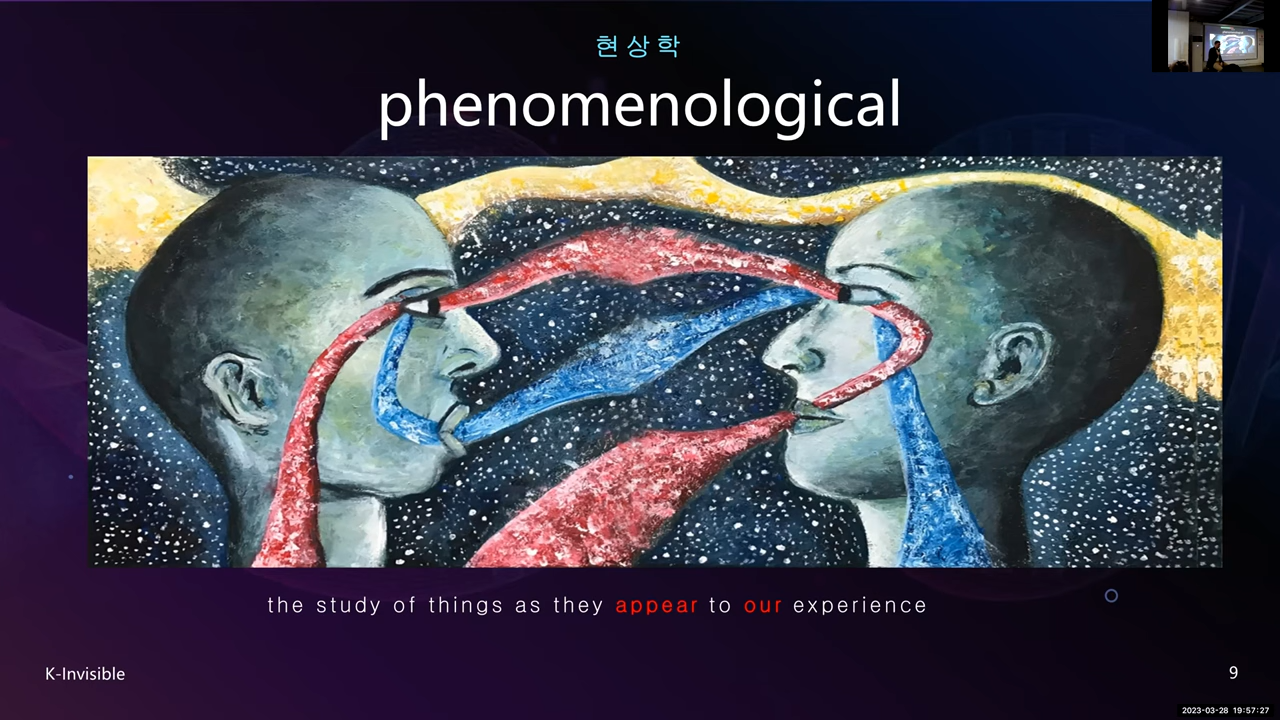 현상학
phenomenological
the study of things as they appear to our experience
K-Invisible
9
2023-03-28 19:57:27